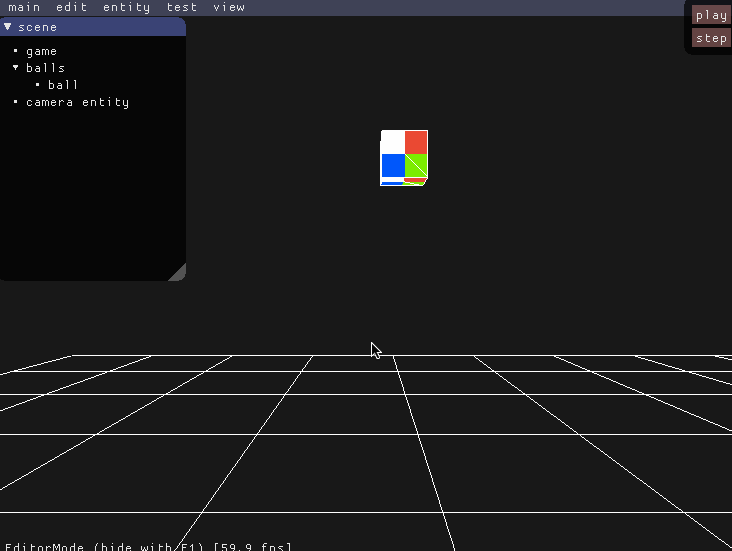 main edit entity test view
play
step
scene
game
balls
ball
camera entity
EditorMode (hide with F1) [59.9 fps]